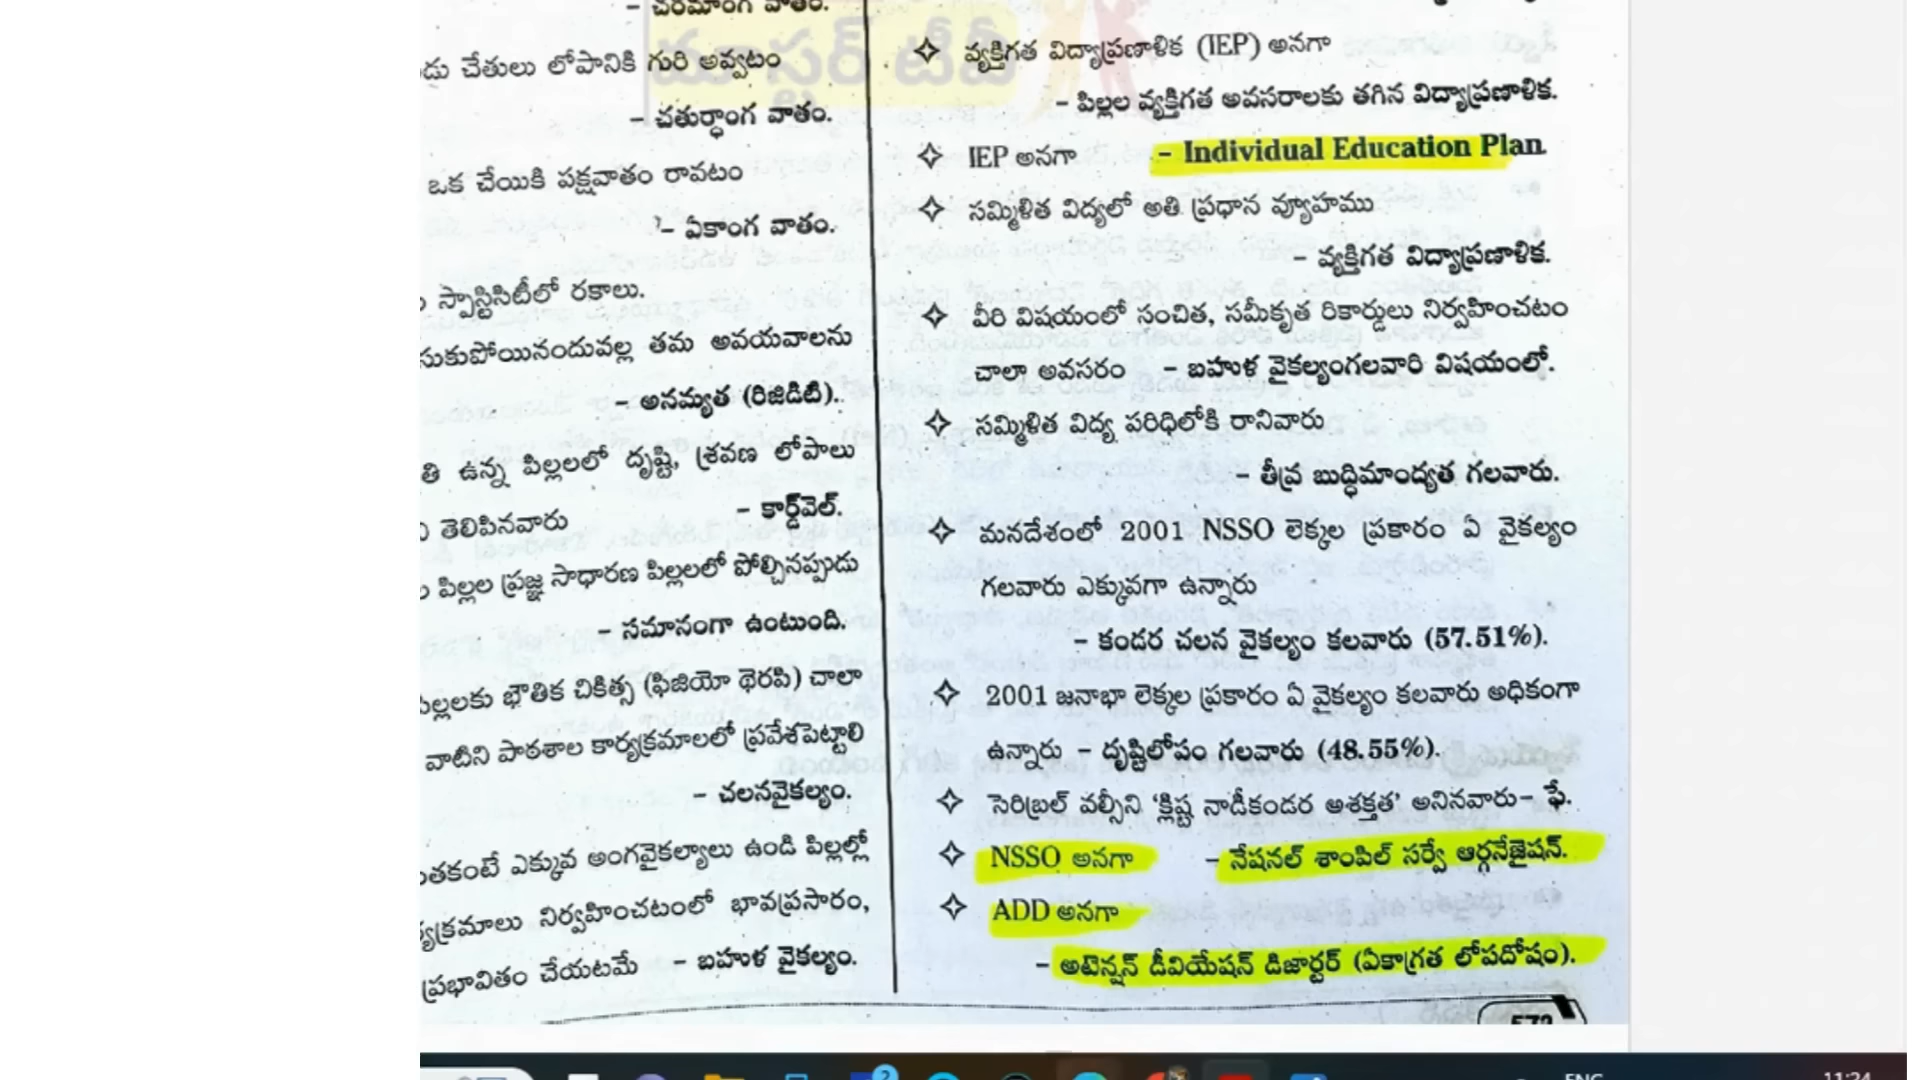 - చరమాంగ వాతం.
డు చేతులు లోపానికి గురి అవ్వటం
- చతుర్థాంగ వాతం.
ఒక చేయికి పక్షవాతం రావటం
- ఏకాంగ వాతం.
స్పాస్టిసిటీలో రకాలు.
సుకుపోయినందువల్ల తమ అవయవాలను
- అనమ్యత (రిజిడిటి).
తి ఉన్న పిల్లలలో దృష్టి, శ్రవణ లోపాలు
ని తెలిపినవారు - కార్డ్‌వెల్.
పిల్లల ప్రజ్ఞ సాధారణ పిల్లలలో పోల్చినప్పుడు
- సమానంగా ఉంటుంది.
పిల్లలకు భౌతిక చికిత్స (ఫిజియో థెరపి) చాలా
వాటిని పాఠశాల కార్యక్రమాలలో ప్రవేశపెట్టాలి
- చలనవైకల్యం.
ంతకంటే ఎక్కువ అంగవైకల్యాలు ఉండి పిల్లల్లో
ర్యక్రమాలు నిర్వహించటంలో భావప్రసారం,
ప్రభావితం చేయటమే - బహుళ వైకల్యం.
మాస్టర్ టీవీ
✧ వ్యక్తిగత విద్యాప్రణాళిక (IEP) అనగా
- పిల్లల వ్యక్తిగత అవసరాలకు తగిన విద్యాప్రణాళిక.
✧ IEP అనగా - Individual Education Plan.
✧ సమ్మిళిత విద్యలో అతి ప్రధాన వ్యూహము
- వ్యక్తిగత విద్యాప్రణాళిక.
✧ వీరి విషయంలో సంచిత, సమీకృత రికార్డులు నిర్వహించటం
చాలా అవసరం - బహుళ వైకల్యంగలవారి విషయంలో.
✧ సమ్మిళిత విద్య పరిధిలోకి రానివారు
- తీవ్ర బుద్ధిమాంద్యత గలవారు.
✧ మనదేశంలో 2001 NSSO లెక్కల ప్రకారం ఏ వైకల్యం
గలవారు ఎక్కువగా ఉన్నారు
- కండర చలన వైకల్యం కలవారు (57.51%).
✧ 2001 జనాభా లెక్కల ప్రకారం ఏ వైకల్యం కలవారు అధికంగా
ఉన్నారు - దృష్టిలోపం గలవారు (48.55%).
✧ సెరిబ్రల్ వల్సీని 'క్లిష్ట నాడీకండర అశక్తత' అనినవారు - ఫే.
✧ NSSO అనగా - నేషనల్ శాంపిల్ సర్వే ఆర్గనేజైషన్.
✧ ADD అనగా
- అటెన్షన్ డీవియేషన్ డిజార్టర్ (ఏకాగ్రత లోపదోషం).
2